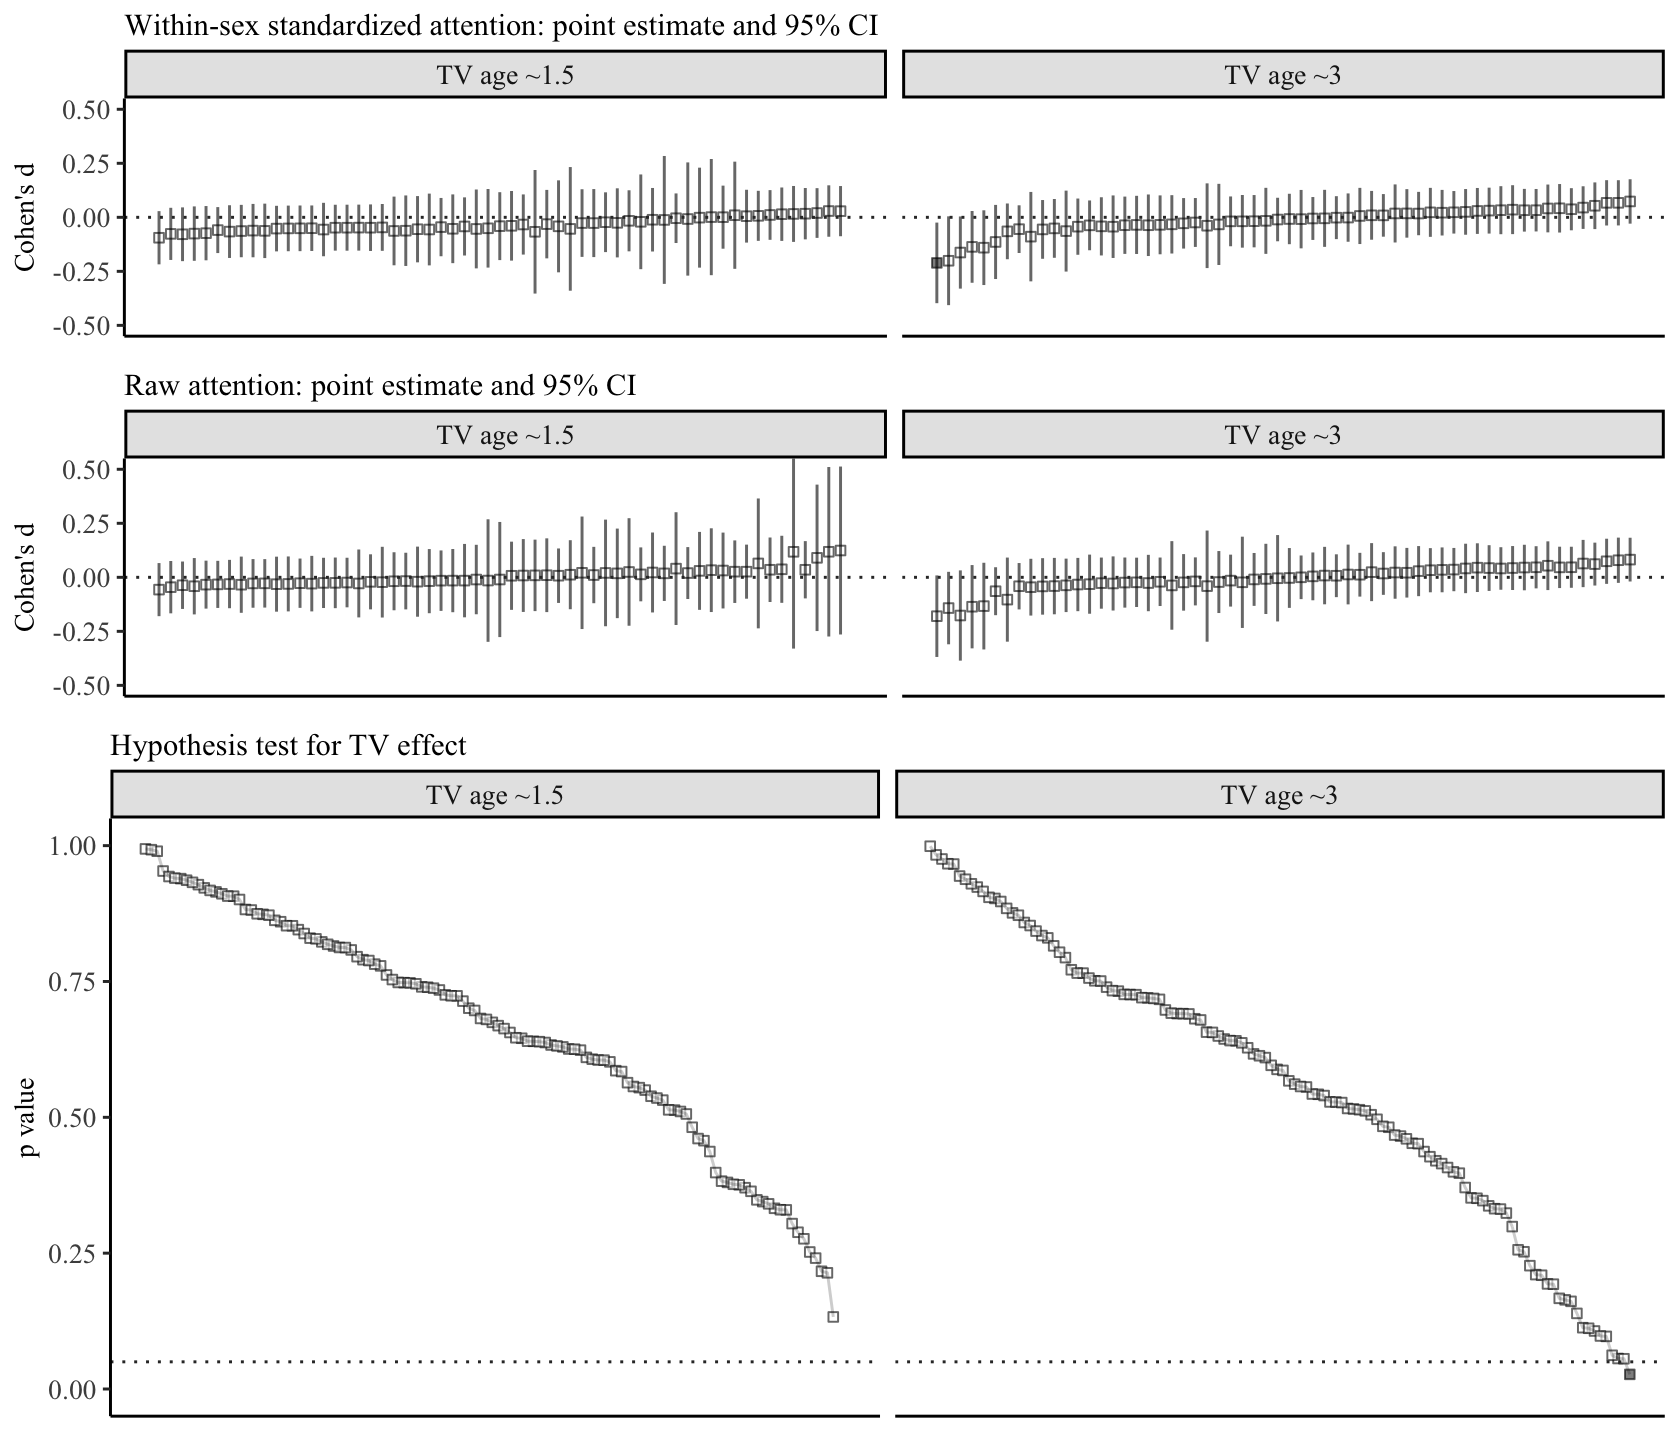 Within-sex standardized attention: point estimate and 95% CI
TV age ~1.5
TV age ~3
Cohen's d
0.50
0.25
0.00
-0.25
-0.50
Raw attention: point estimate and 95% CI
TV age ~1.5
TV age ~3
Cohen's d
0.50
0.25
0.00
-0.25
-0.50
Hypothesis test for TV effect
TV age ~1.5
TV age ~3
p value
1.00
0.75
0.50
0.25
0.00